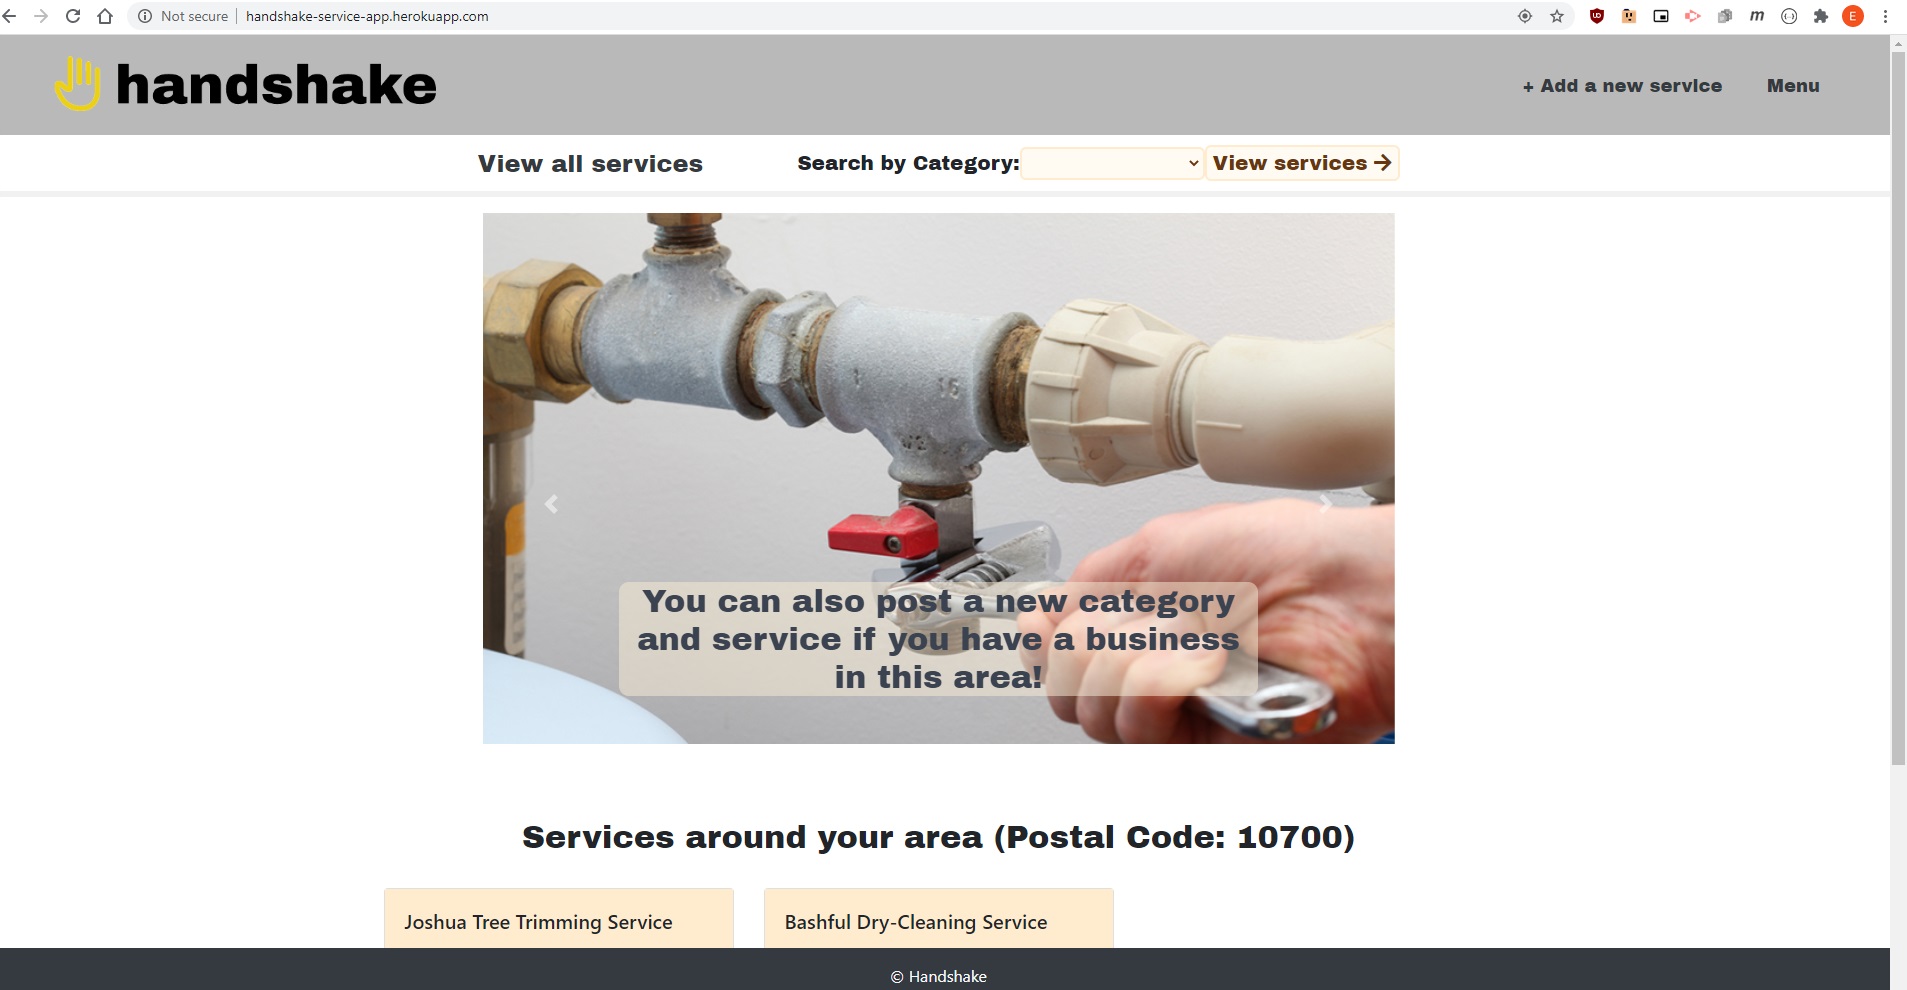 Not secure | handshake-service-app.herokuapp.com
m
E
handshake
+ Add a new service
Menu
View all services
Search by Category:
View services →
1
15
You can also post a new category
and service if you have a business
in this area!
Services around your area (Postal Code: 10700)
Joshua Tree Trimming Service
Bashful Dry-Cleaning Service
© Handshake